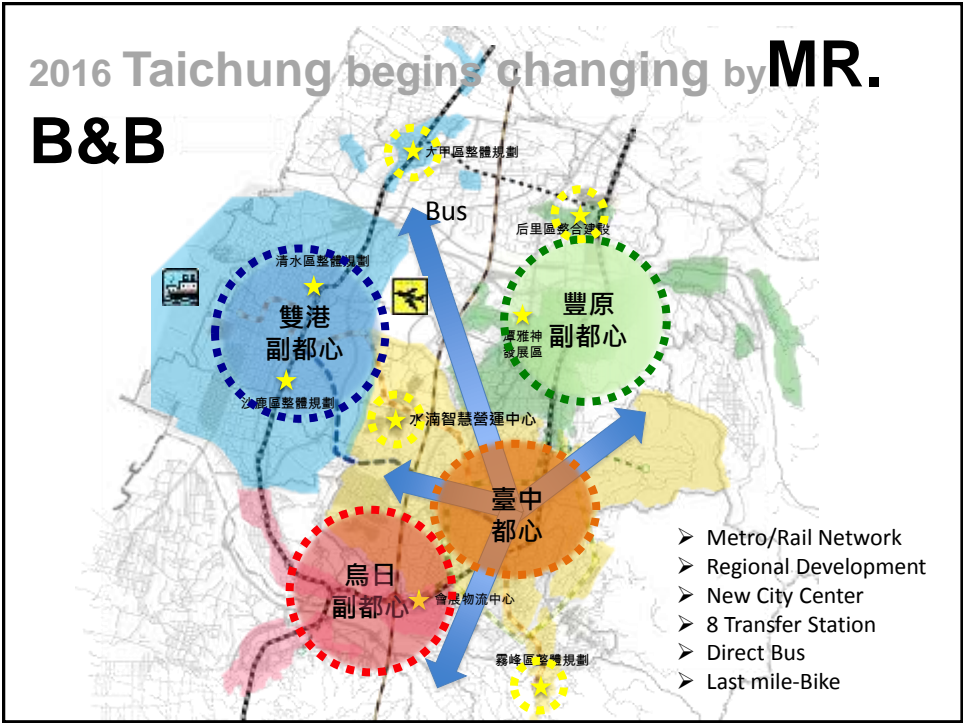 2016 Taichung begins changing by MR.
B&B
大甲區整體規劃
Bus
后里區整合建設
清水區整體規劃
雙港
副都心
豐原
副都心
潭雅神
發展區
沙鹿區整體規劃
水湳智慧營運中心
臺中
都心
烏日
副都心
會展物流中心
霧峰區整體規劃
➢ Metro/Rail Network
➢ Regional Development
➢ New City Center
➢ 8 Transfer Station
➢ Direct Bus
➢ Last mile-Bike